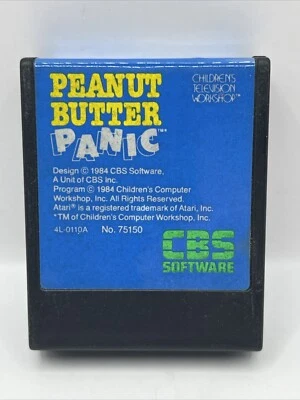 PEANUT
BUTTER
PANIC™
CHILDREN'S
TELEVISION
WORKSHOP™
Design © 1984 CBS Software,
A Unit of CBS Inc.
Program © 1984 Children's Computer
Workshop, Inc. All Rights Reserved.
Atari® is a registered trademark of Atari, Inc.
*TM of Children's Computer Workshop, Inc.
4L-0110A No. 75150
CBS
SOFTWARE